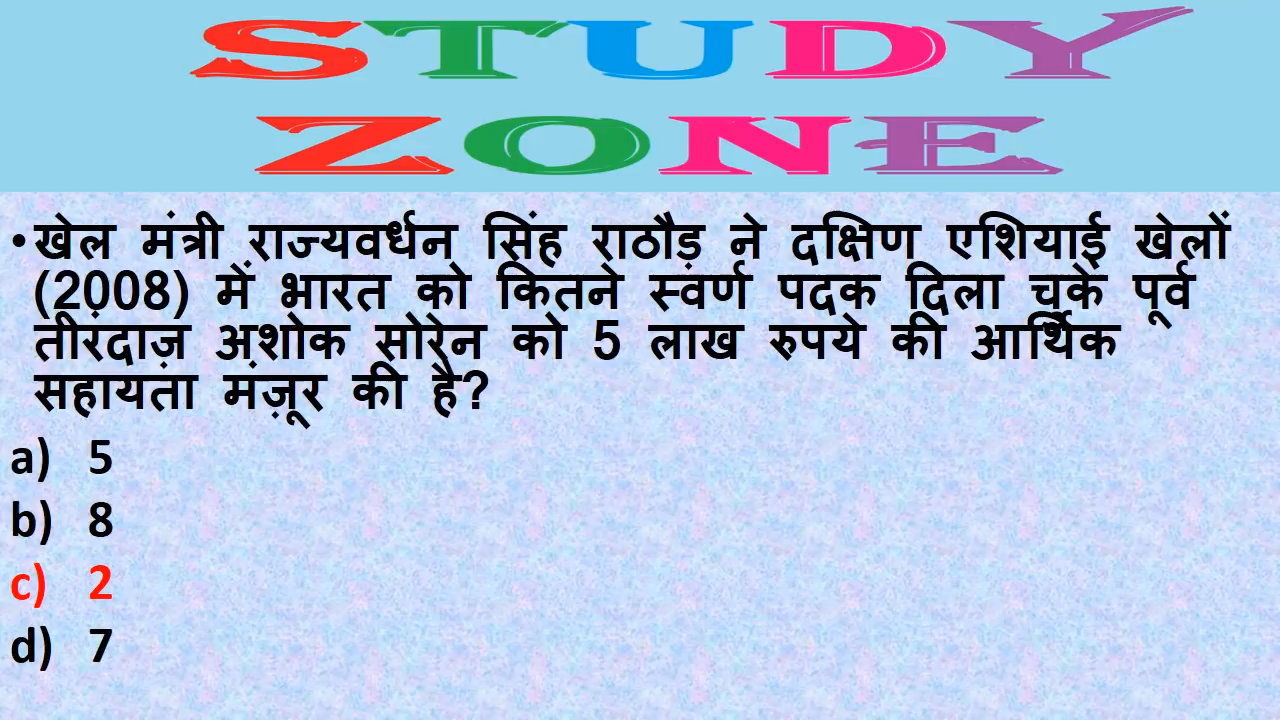 STUDY
ZONE
•खेल मंत्री राज्यवर्धन सिंह राठौड़ ने दक्षिण एशियाई खेलों
(2008) में भारत को कितने स्वर्ण पदक दिला चुके पूर्व
तीरंदाज़ अशोक सोरेन को 5 लाख रुपये की आर्थिक
सहायता मंज़ूर की है?
a) 5
b) 8
c) 2
d) 7